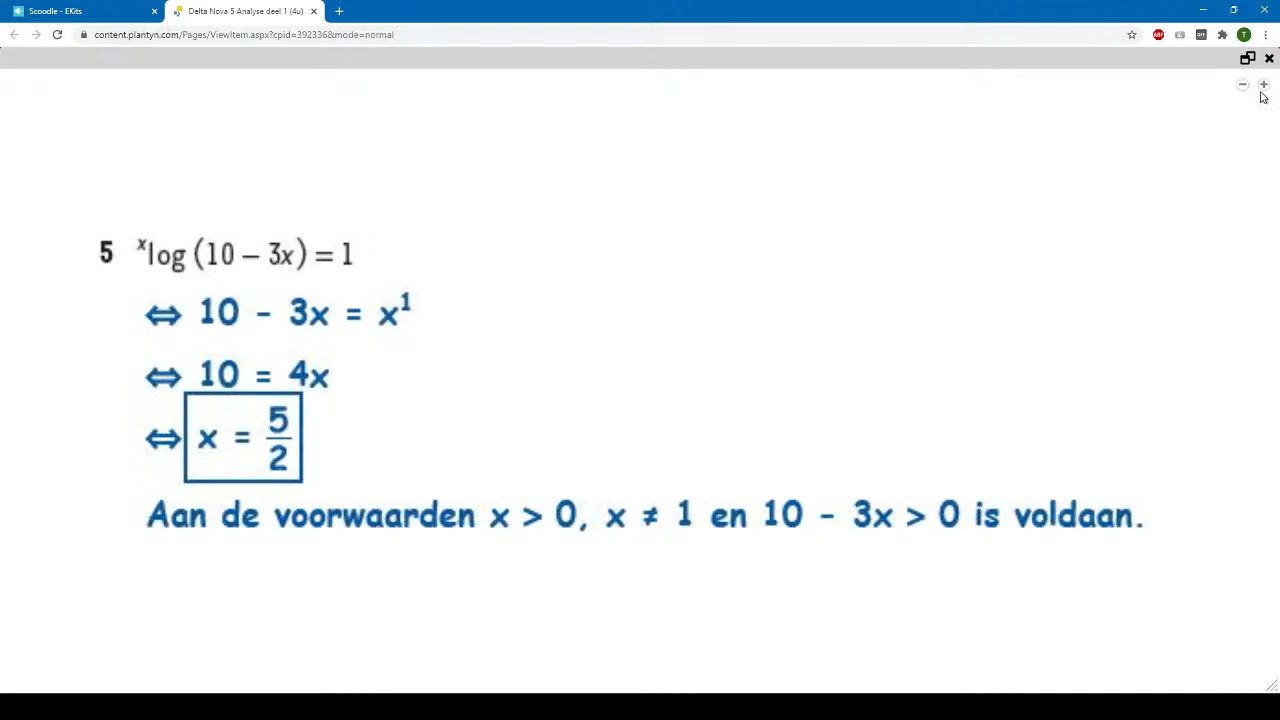 Scoodle - EKits
Delta Nova 5 Analyse deel 1 (4u)
content.plantyn.com/Pages/ViewItem.aspx?cpid=392336&mode=normal
ABP
T
5 ˣlog (10 – 3x) = 1
⇔ 10 - 3x = x¹
⇔ 10 = 4x
⇔ x = 5/2
Aan de voorwaarden x > 0, x ≠ 1 en 10 - 3x > 0 is voldaan.